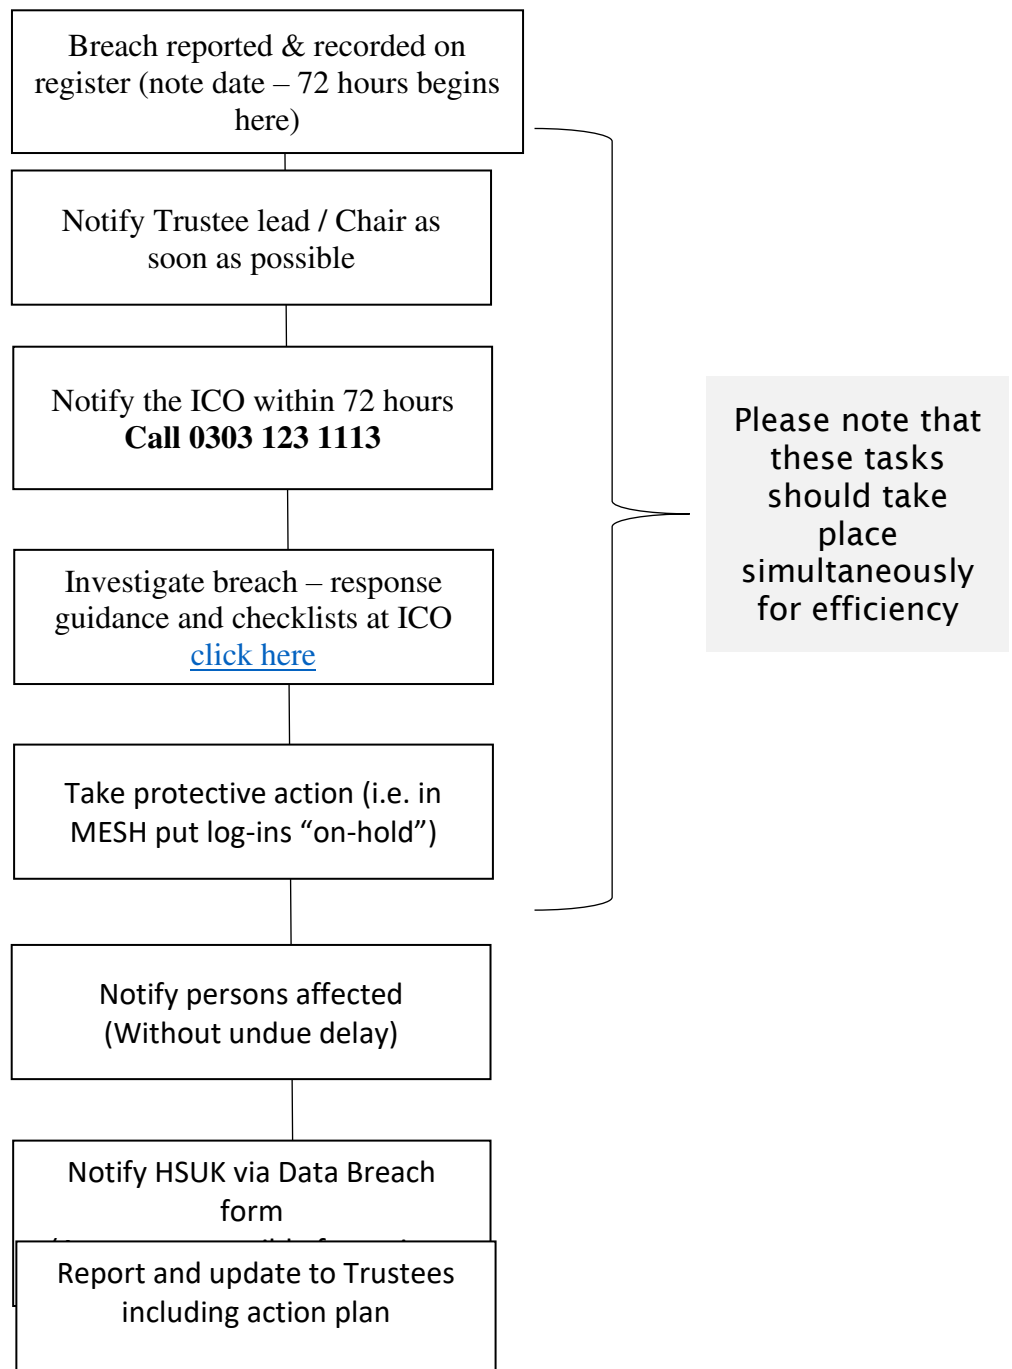 Breach reported & recorded on
register (note date – 72 hours begins
here)
Notify Trustee lead / Chair as
soon as possible
Notify the ICO within 72 hours
Call 0303 123 1113
Investigate breach – response
guidance and checklists at ICO
click here
Take protective action (i.e. in
MESH put log-ins “on-hold”)
Please note that
these tasks
should take
place
simultaneously
for efficiency
Notify persons affected
(Without undue delay)
Notify HSUK via Data Breach
form
Report and update to Trustees
including action plan